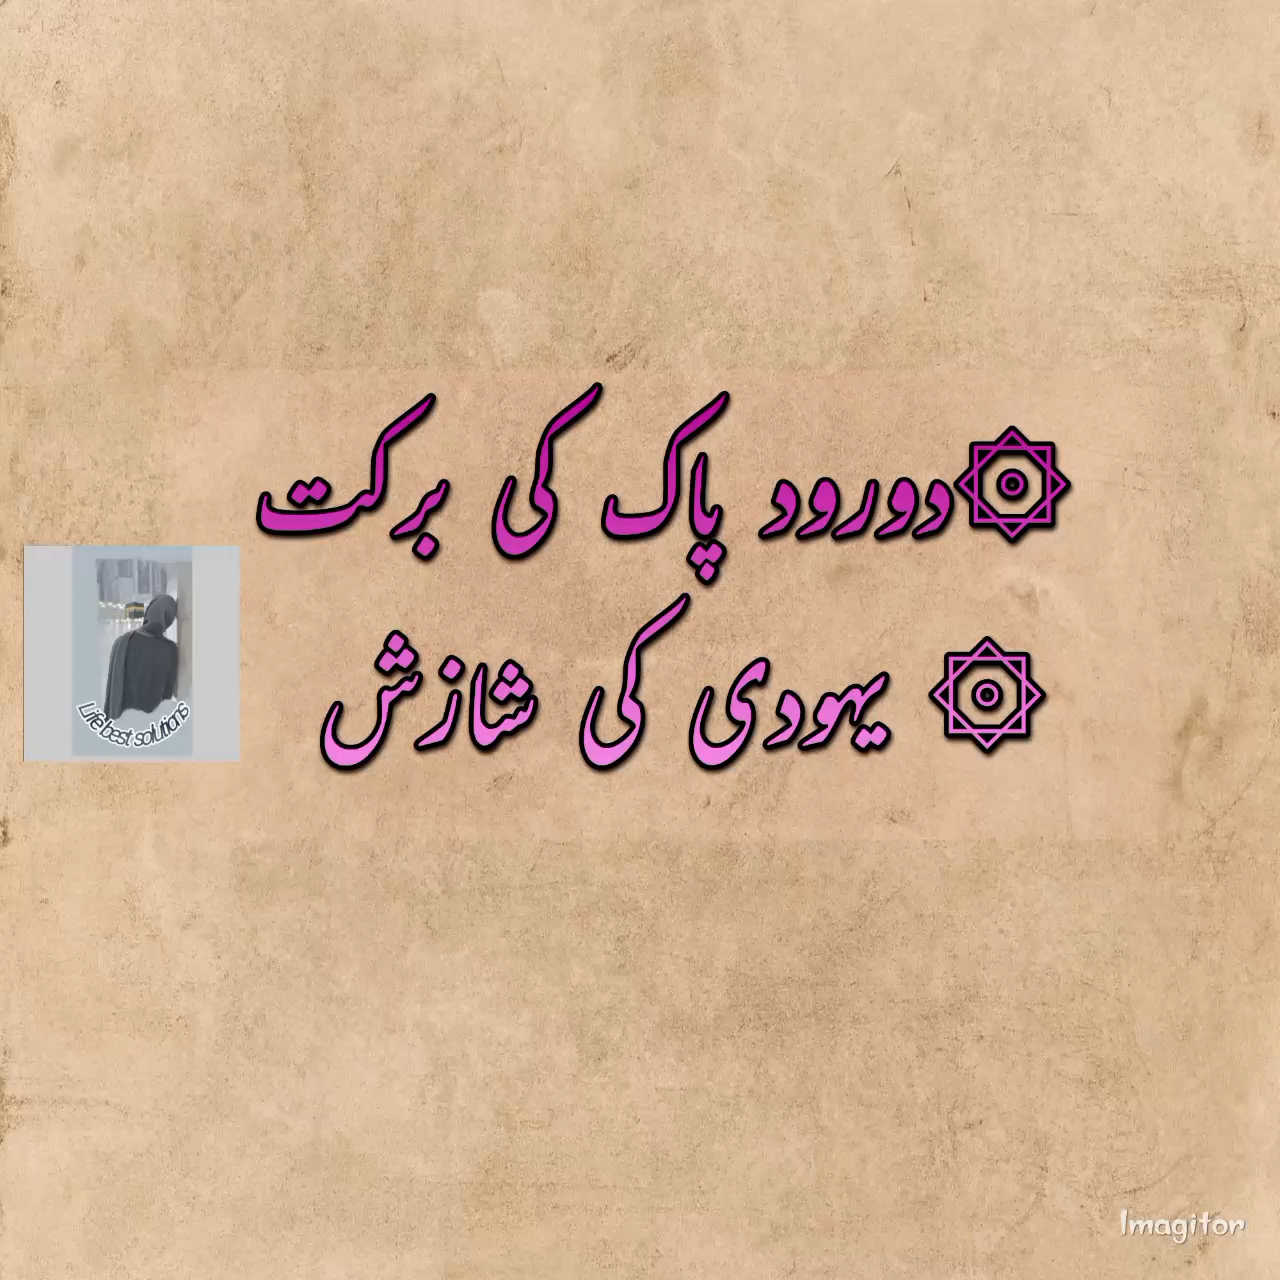 ۞دورود پاک کی برکت
۞ یہودی کی شازش
Life best solutions
Imagitor